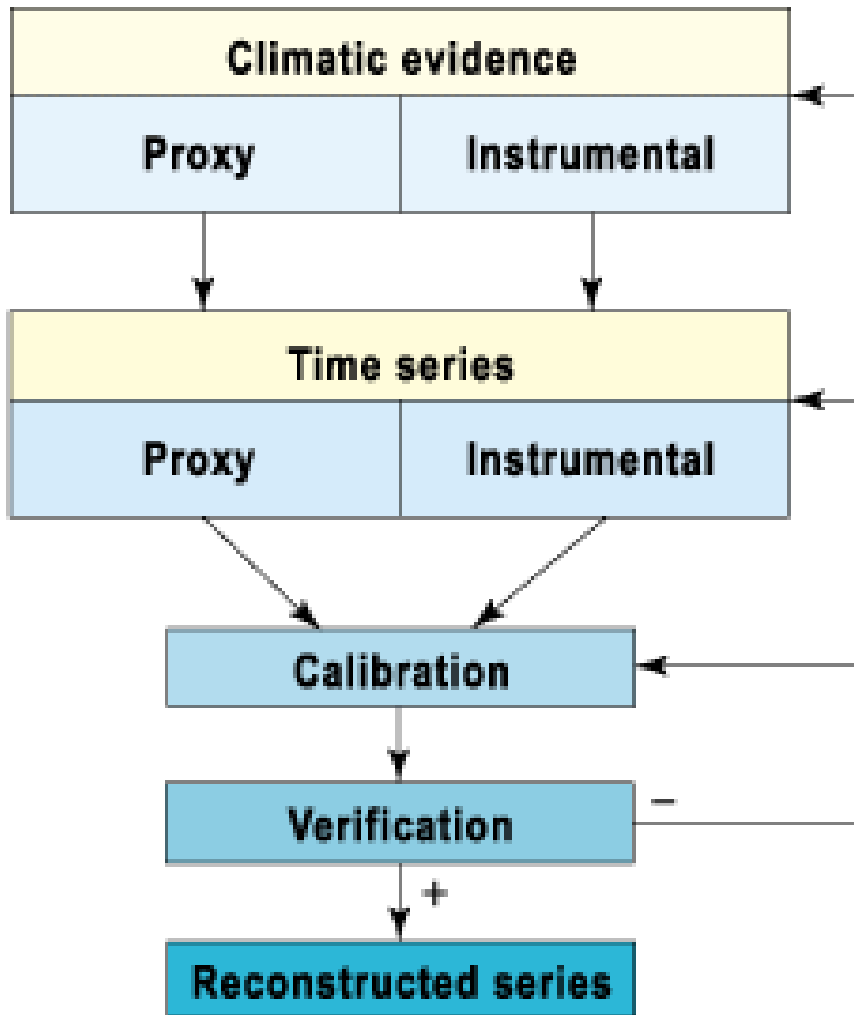 Climatic evidence
Proxy Instrumental
Time series
Proxy Instrumental
Calibration
Verification −
+
Reconstructed series